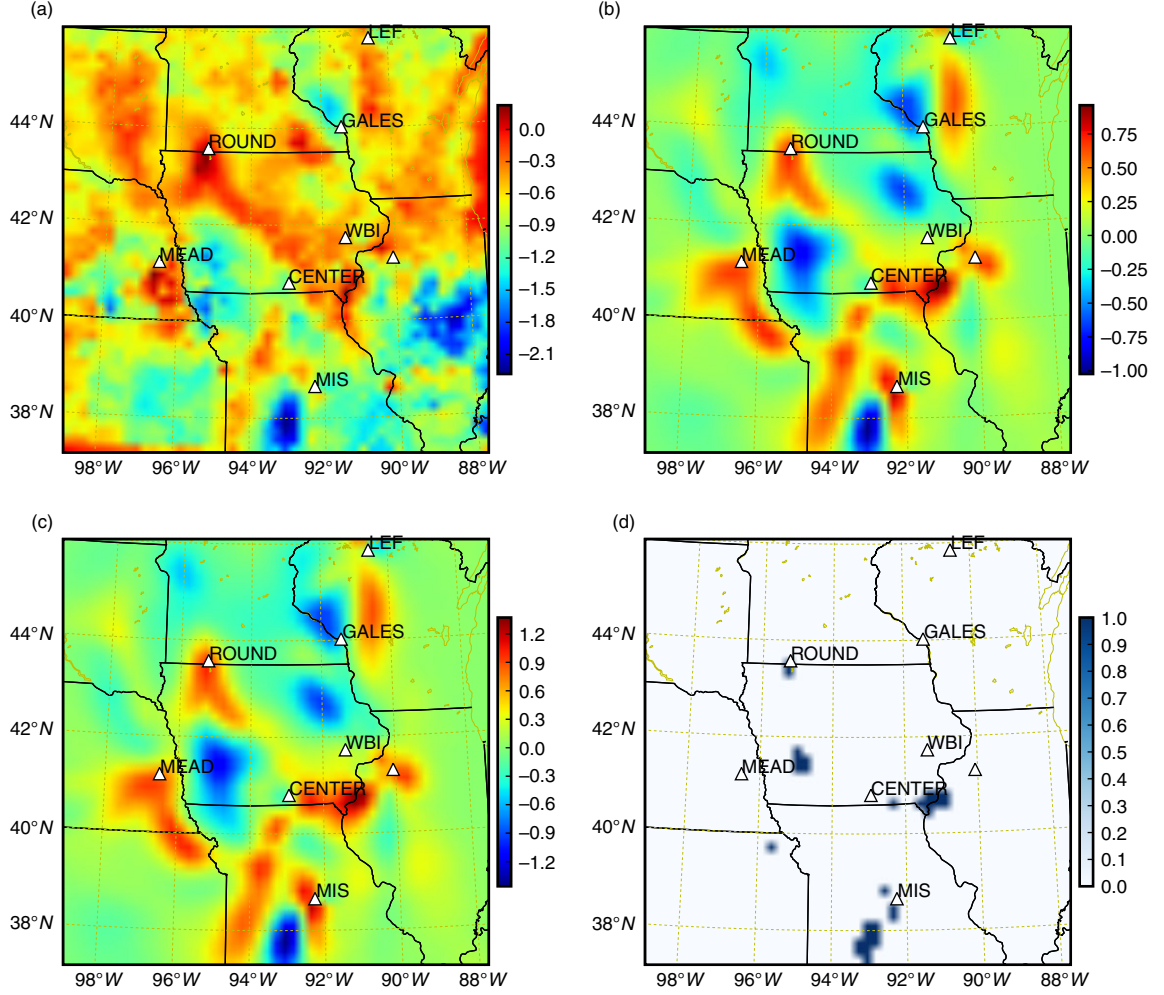 (a)
LEF
GALES
ROUND
WBI
MEAD
CENTER
MIS
44°N
42°N
40°N
38°N
98°W 96°W 94°W 92°W 90°W 88°W
0.0
−0.3
−0.6
−0.9
−1.2
−1.5
−1.8
−2.1
(b)
LEF
GALES
ROUND
WBI
MEAD
CENTER
MIS
44°N
42°N
40°N
38°N
98°W 96°W 94°W 92°W 90°W 88°W
0.75
0.50
0.25
0.00
−0.25
−0.50
−0.75
−1.00
(c)
LEF
GALES
ROUND
WBI
MEAD
CENTER
MIS
44°N
42°N
40°N
38°N
98°W 96°W 94°W 92°W 90°W 88°W
1.2
0.9
0.6
0.3
0.0
−0.3
−0.6
−0.9
−1.2
(d)
LEF
GALES
ROUND
WBI
MEAD
CENTER
MIS
44°N
42°N
40°N
38°N
98°W 96°W 94°W 92°W 90°W 88°W
1.0
0.9
0.8
0.7
0.6
0.5
0.4
0.3
0.2
0.1
0.0